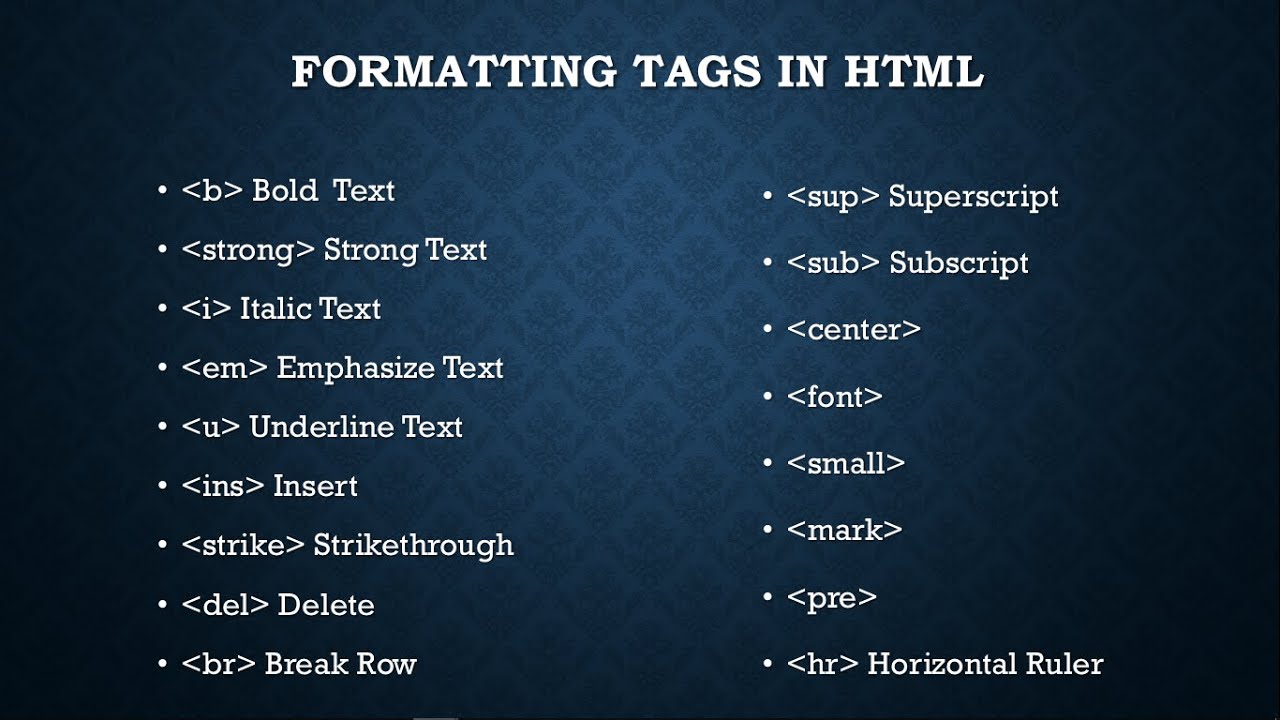 FORMATTING TAGS IN HTML
• <b> Bold  Text
• <strong> Strong Text
• <i> Italic Text
• <em> Emphasize Text
• <u> Underline Text
• <ins> Insert
• <strike> Strikethrough
• <del> Delete
• <br> Break Row
• <sup> Superscript
• <sub> Subscript
• <center>
• <font>
• <small>
• <mark>
• <pre>
• <hr> Horizontal Ruler